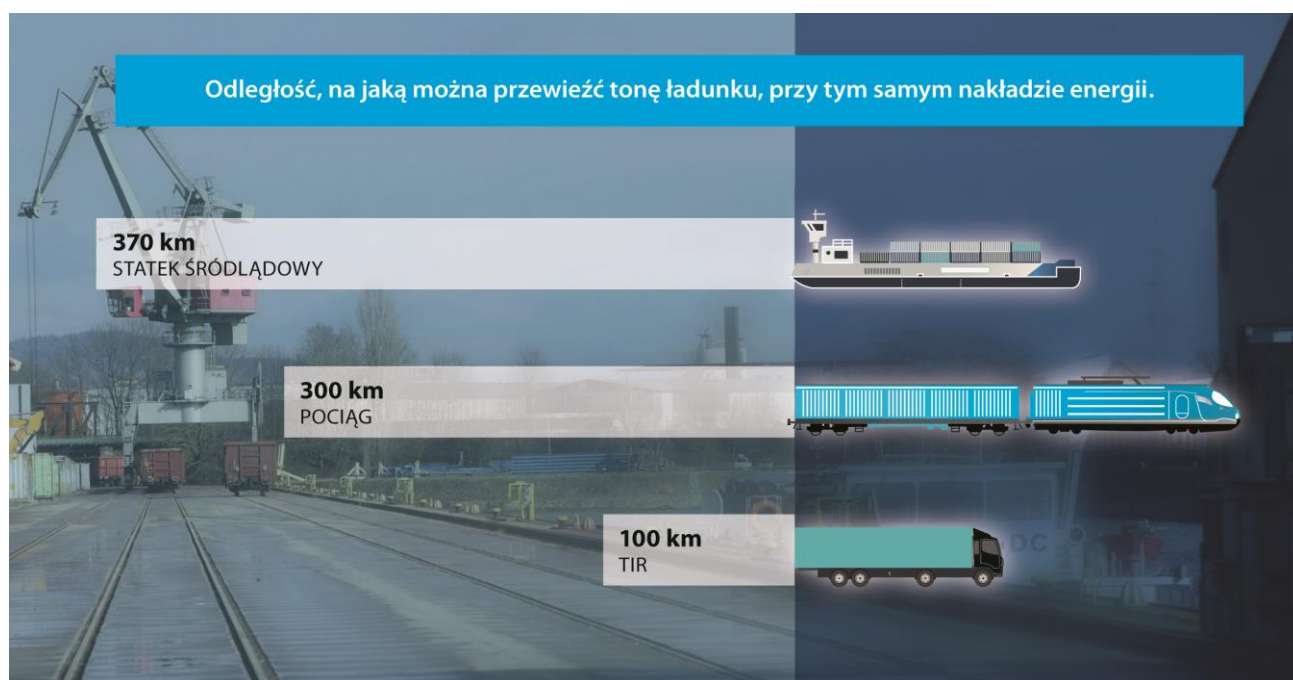 Odległość, na jaką można przewieźć tonę ładunku, przy tym samym nakładzie energii.
370 km
STATEK ŚRÓDLĄDOWY
300 km
POCIĄG
100 km
TIR